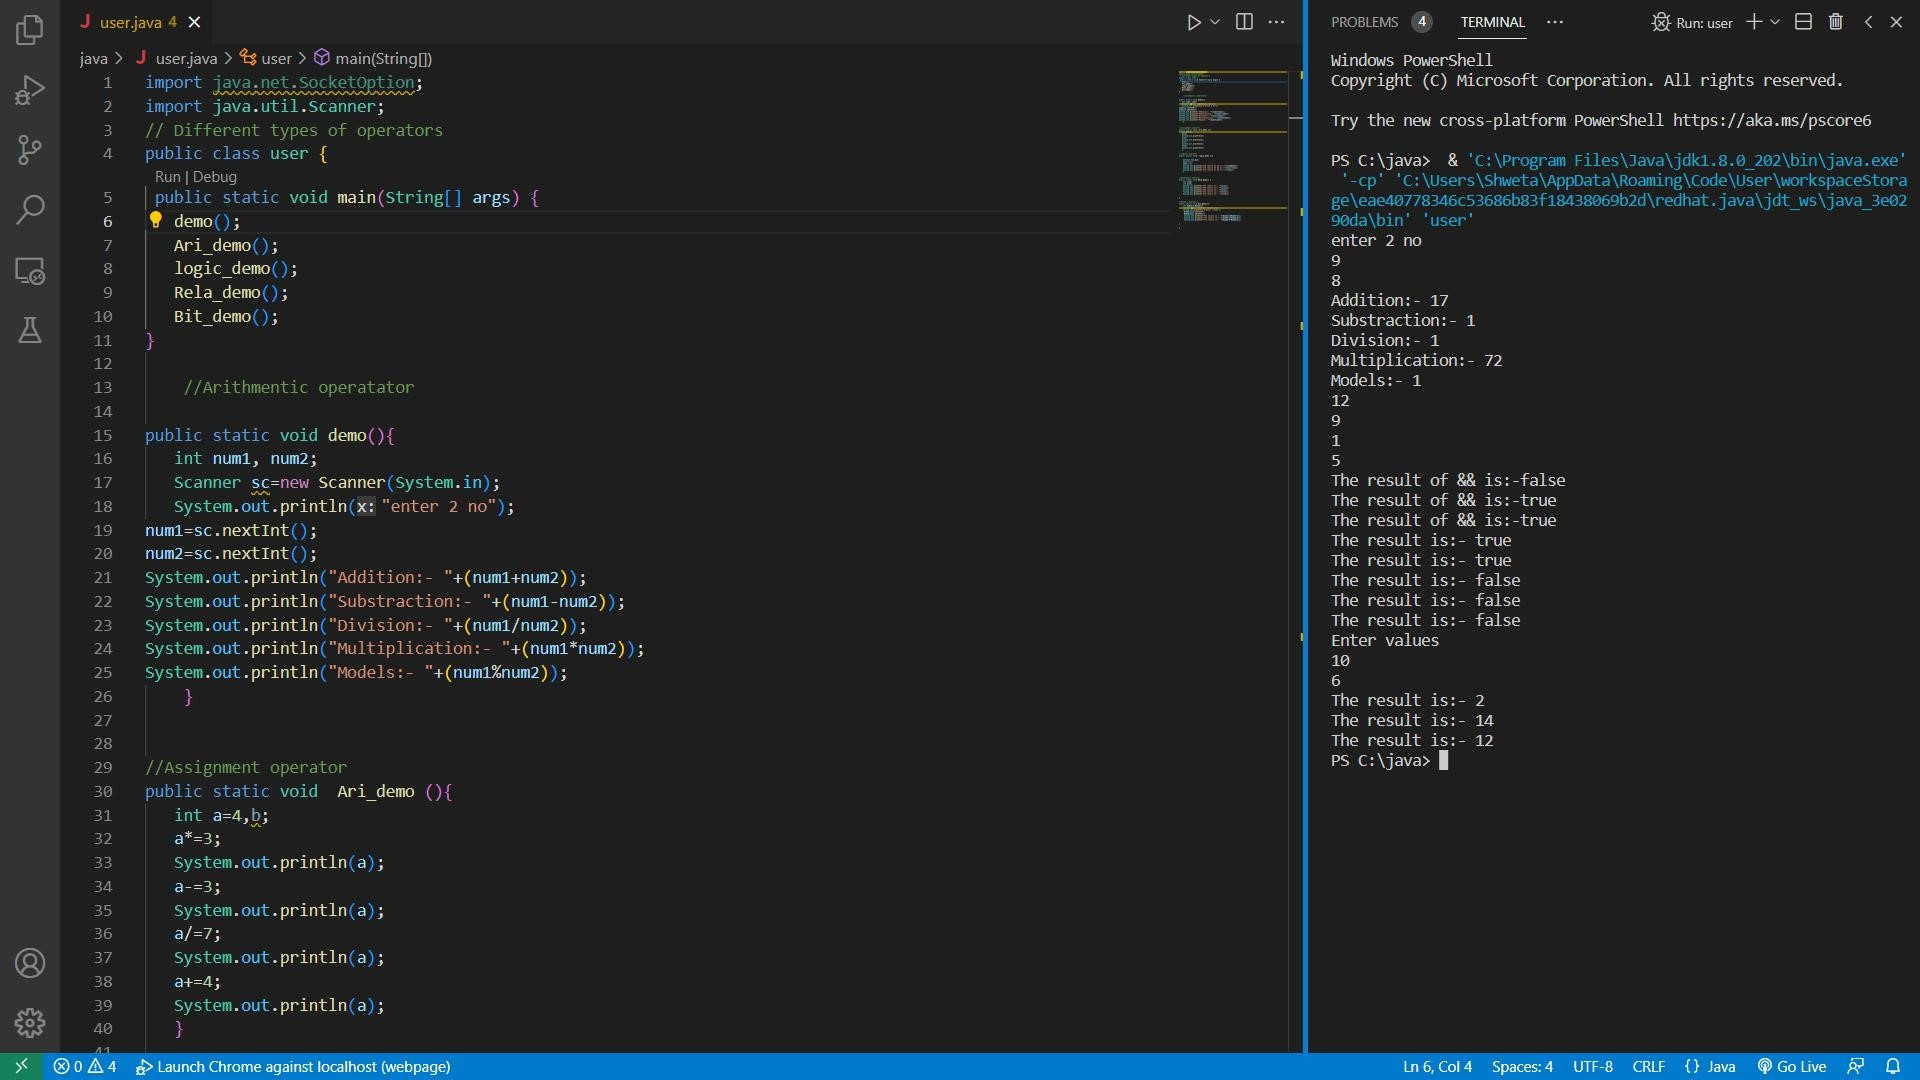 user.java 4
java > user.java > user > main(String[])
1 import java.net.SocketOption;
2 import java.util.Scanner;
3 // Different types of operators
4 public class user {
Run | Debug
5 public static void main(String[] args) {
6 demo();
7 Ari_demo();
8 logic_demo();
9 Rela_demo();
10 Bit_demo();
11 }
12
13 //Arithmentic operatator
14
15 public static void demo(){
16 int num1, num2;
17 Scanner sc=new Scanner(System.in);
18 System.out.println(x: "enter 2 no");
19 num1=sc.nextInt();
20 num2=sc.nextInt();
21 System.out.println("Addition:- "+(num1+num2));
22 System.out.println("Substraction:- "+(num1-num2));
23 System.out.println("Division:- "+(num1/num2));
24 System.out.println("Multiplication:- "+(num1*num2));
25 System.out.println("Models:- "+(num1%num2));
26 }
27
28
29 //Assignment operator
30 public static void  Ari_demo (){
31 int a=4,b;
32 a*=3;
33 System.out.println(a);
34 a-=3;
35 System.out.println(a);
36 a/=7;
37 System.out.println(a);
38 a+=4;
39 System.out.println(a);
40 }
41
PROBLEMS 4 TERMINAL ··· Run: user
Windows PowerShell
Copyright (C) Microsoft Corporation. All rights reserved.
Try the new cross-platform PowerShell https://aka.ms/pscore6
PS C:\java>  & 'C:\Program Files\Java\jdk1.8.0_202\bin\java.exe'
'-cp' 'C:\Users\Shweta\AppData\Roaming\Code\User\workspaceStora
ge\eae40778346c53686b83f18438069b2d\redhat.java\jdt_ws\java_3e02
90da\bin' 'user'
enter 2 no
9
8
Addition:- 17
Substraction:- 1
Division:- 1
Multiplication:- 72
Models:- 1
12
9
1
5
The result of && is:-false
The result of && is:-true
The result of && is:-true
The result is:- true
The result is:- true
The result is:- false
The result is:- false
The result is:- false
Enter values
10
6
The result is:- 2
The result is:- 14
The result is:- 12
PS C:\java>
0 4 Launch Chrome against localhost (webpage) Ln 6, Col 4 Spaces: 4 UTF-8 CRLF {} Java Go Live